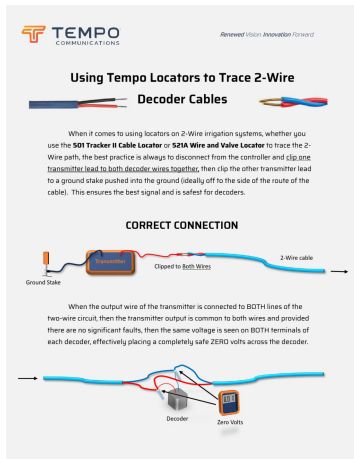 TEMPO
COMMUNICATIONS
Renewed Vision. Innovation Forward.
Using Tempo Locators to Trace 2-Wire
Decoder Cables
When it comes to using locators on 2-Wire irrigation systems, whether you
use the 501 Tracker II Cable Locator or 521A Wire and Valve Locator to trace the 2-
Wire path, the best practice is always to disconnect from the controller and clip one
transmitter lead to both decoder wires together, then clip the other transmitter lead
to a ground stake pushed into the ground (ideally off to the side of the route of the
cable). This ensures the best signal and is safest for decoders.
CORRECT CONNECTION
Transmitter
Clipped to Both Wires
2-Wire cable
Ground Stake
When the output wire of the transmitter is connected to BOTH lines of the
two-wire circuit, then the transmitter output is common to both wires and provided
there are no significant faults, then the same voltage is seen on BOTH terminals of
each decoder, effectively placing a completely safe ZERO volts across the decoder.
Decoder
Zero Volts